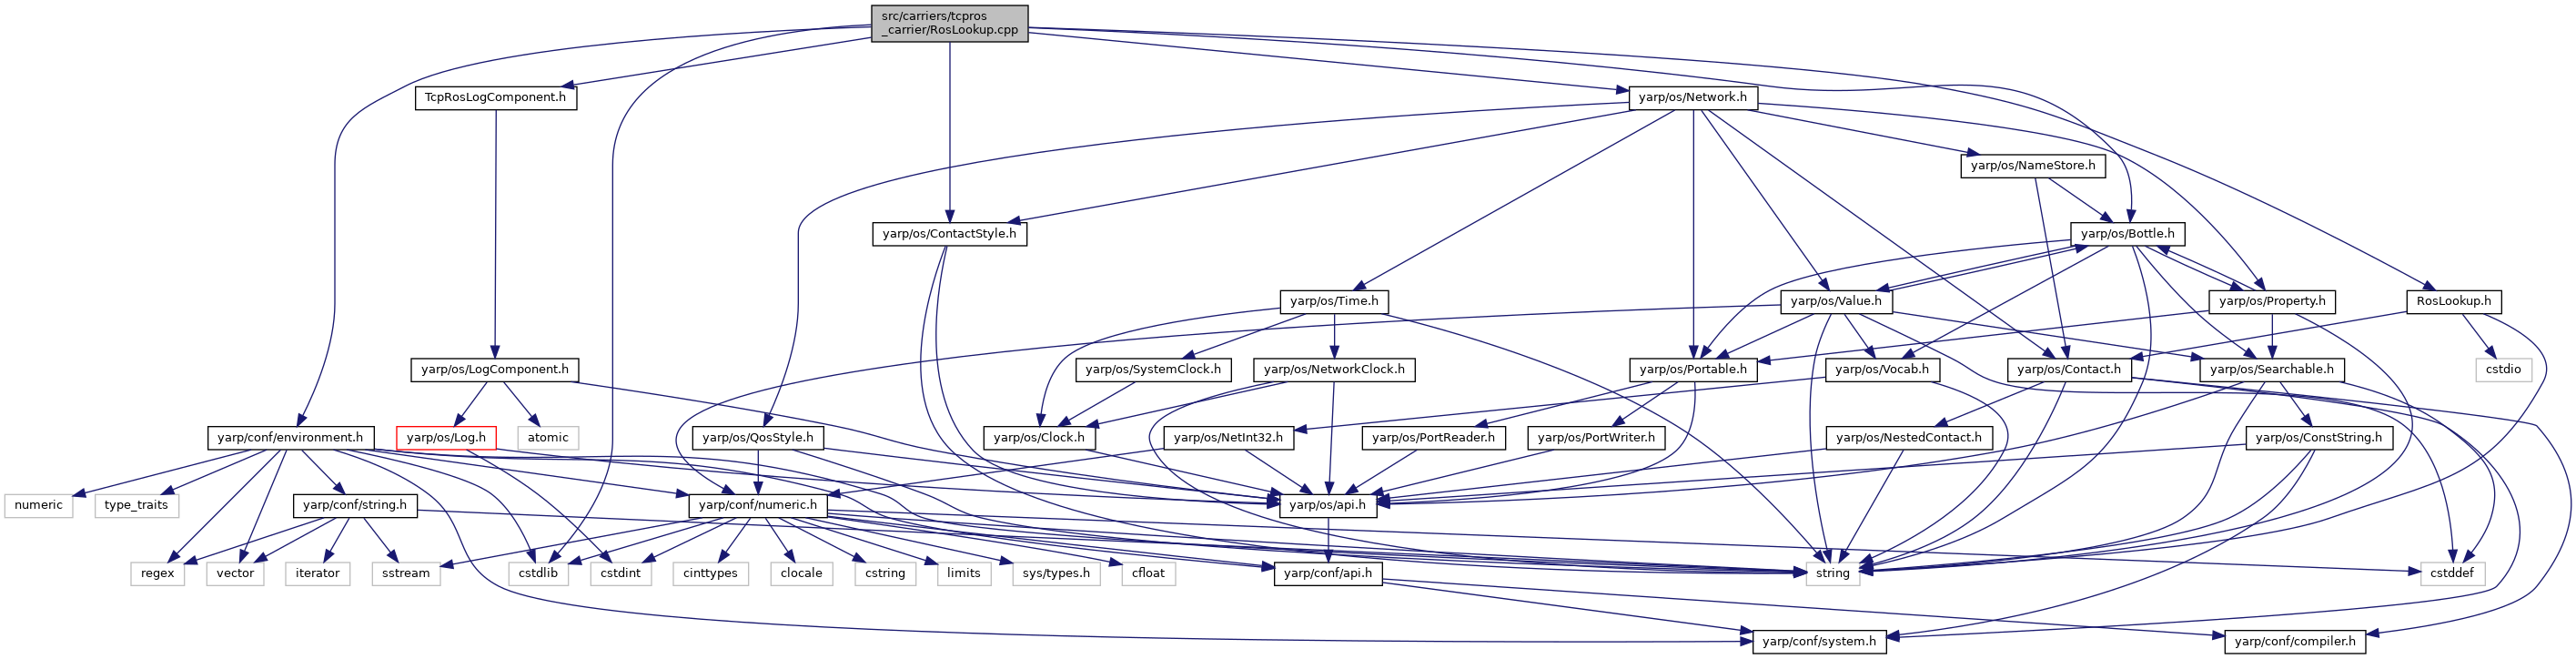 src/carriers/tcpros
_carrier/RosLookup.cpp
TcpRosLogComponent.h
yarp/os/Network.h
yarp/os/NameStore.h
yarp/os/ContactStyle.h
yarp/os/Bottle.h
yarp/os/Time.h
yarp/os/Value.h
yarp/os/Property.h
RosLookup.h
yarp/os/LogComponent.h
yarp/os/SystemClock.h
yarp/os/NetworkClock.h
yarp/os/Portable.h
yarp/os/Vocab.h
yarp/os/Contact.h
yarp/os/Searchable.h
cstdio
yarp/conf/environment.h
yarp/os/Log.h
atomic
yarp/os/QosStyle.h
yarp/os/Clock.h
yarp/os/NetInt32.h
yarp/os/PortReader.h
yarp/os/PortWriter.h
yarp/os/NestedContact.h
yarp/os/ConstString.h
numeric
type_traits
yarp/conf/string.h
yarp/conf/numeric.h
yarp/os/api.h
regex
vector
iterator
sstream
cstdlib
cstdint
cinttypes
clocale
cstring
limits
sys/types.h
cfloat
yarp/conf/api.h
string
cstddef
yarp/conf/system.h
yarp/conf/compiler.h